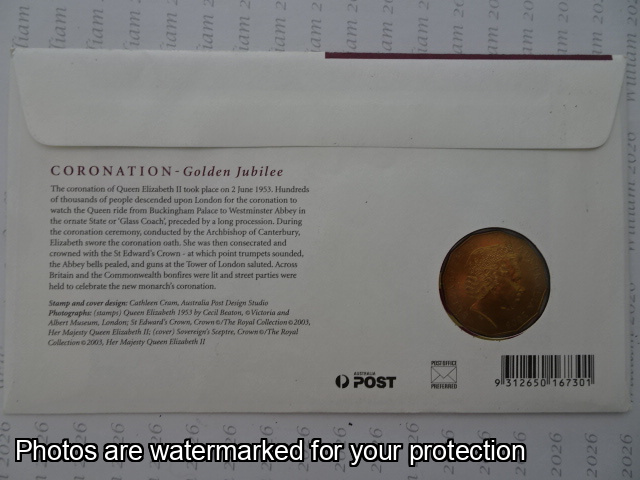 CORONATION - Golden Jubilee
The coronation of Queen Elizabeth II took place on 2 June 1953. Hundreds
of thousands of people descended upon London for the coronation to
watch the Queen ride from Buckingham Palace to Westminster Abbey in
the ornate State or 'Glass Coach', preceded by a long procession. During
the coronation ceremony, conducted by the Archbishop of Canterbury,
Elizabeth swore the coronation oath. She was then consecrated and
crowned with the St Edward's Crown - at which point trumpets sounded,
the Abbey bells pealed, and guns at the Tower of London saluted. Across
Britain and the Commonwealth bonfires were lit and street parties were
held to celebrate the new monarch's coronation.
Stamp and cover design: Cathleen Cram, Australia Post Design Studio
Photographs: (stamps) Queen Elizabeth 1953 by Cecil Beaton, ©Victoria and
Albert Museum, London; St Edward's Crown, Crown©/The Royal Collection©2003,
Her Majesty Queen Elizabeth II; (cover) Sovereign's Sceptre, Crown©/The Royal
Collection©2003, Her Majesty Queen Elizabeth II
AUSTRALIA
POST
POST OFFICE
PREFERRED
9 312650 167301
william 2026
Photos are watermarked for your protection